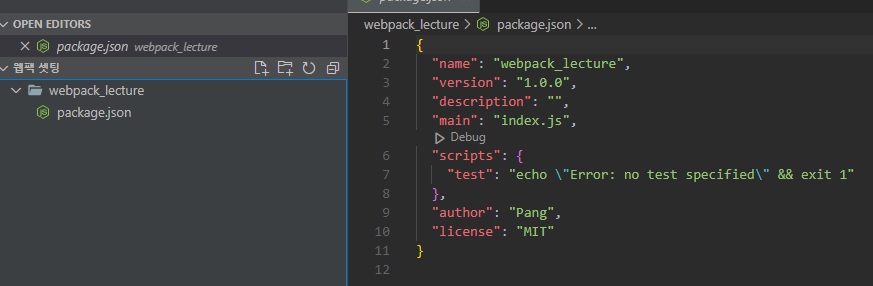 OPEN EDITORS
package.json webpack_lecture
웹팩 셋팅
webpack_lecture
package.json
package.json
webpack_lecture > package.json > ...
1 {
2 "name": "webpack_lecture",
3 "version": "1.0.0",
4 "description": "",
5 "main": "index.js",
Debug
6 "scripts": {
7 "test": "echo \"Error: no test specified\" && exit 1"
8 },
9 "author": "Pang",
10 "license": "MIT"
11 }
12